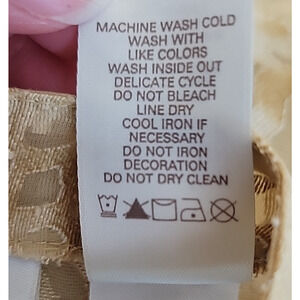 MACHINE WASH COLD
WASH WITH
LIKE COLORS
WASH INSIDE OUT
DELICATE CYCLE
DO NOT BLEACH
LINE DRY
COOL IRON IF
NECESSARY
DO NOT IRON
DECORATION
DO NOT DRY CLEAN